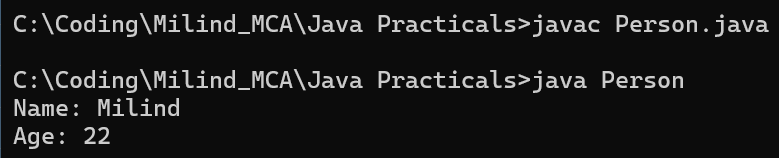 C:\Coding\Milind_MCA\Java Practicals>javac Person.java
C:\Coding\Milind_MCA\Java Practicals>java Person
Name: Milind
Age: 22